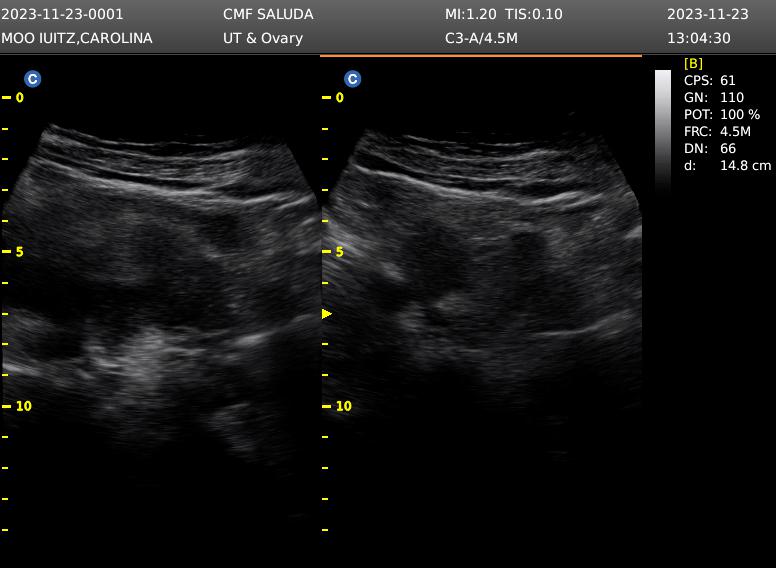 2023-11-23-0001 CMF SALUDA MI:1.20 TIS:0.10 2023-11-23
MOO IUITZ,CAROLINA UT & Ovary C3-A/4.5M 13:04:30
C C [B]
0 0 CPS: 61
GN: 110
POT: 100 %
FRC: 4.5M
DN: 66
d: 14.8 cm
5 5
10 10